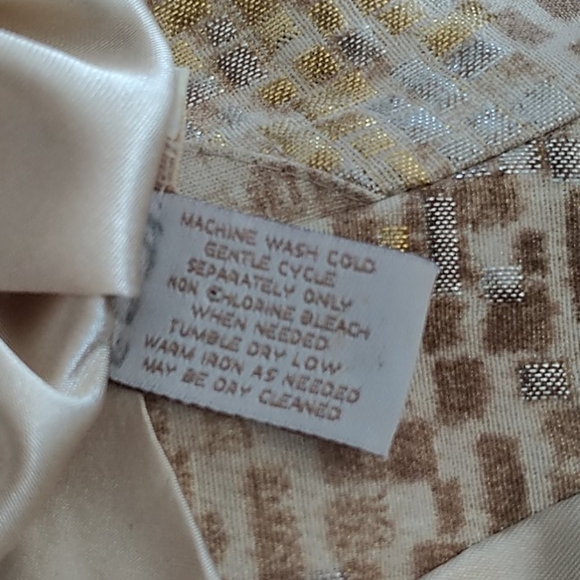 MACHINE WASH COLD
GENTLE CYCLE
SEPARATELY ONLY
NON CHLORINE BLEACH
WHEN NEEDED
TUMBLE DRY LOW
WARM IRON AS NEEDED
MAY BE DRY CLEANED